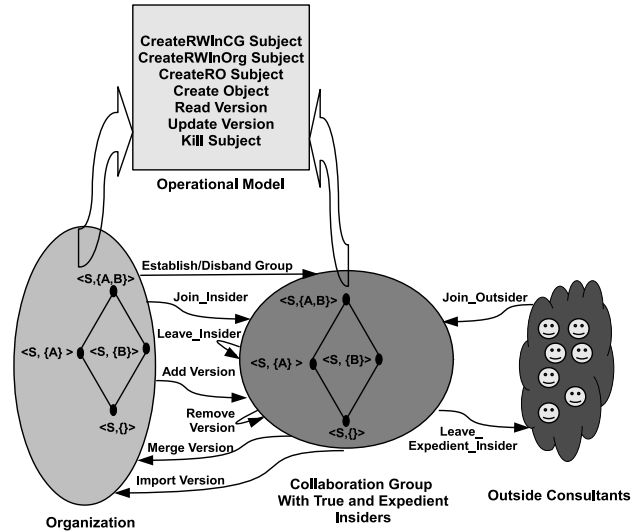 CreateRWInCG Subject
CreateRWInOrg Subject
CreateRO Subject
Create Object
Read Version
Update Version
Kill Subject
Operational Model
<S,{A,B}>
<S, {A} >
<S, {B}>
<S,{}>
Organization
Establish/Disband Group
Join_Insider
Leave_Insider
Add Version
Remove
Version
Merge Version
Import Version
<S,{A,B}>
<S, {A} >
<S, {B}>
<S,{}>
Collaboration Group
With True and Expedient
Insiders
Join_Outsider
Leave_
Expedient_Insider
Outside Consultants